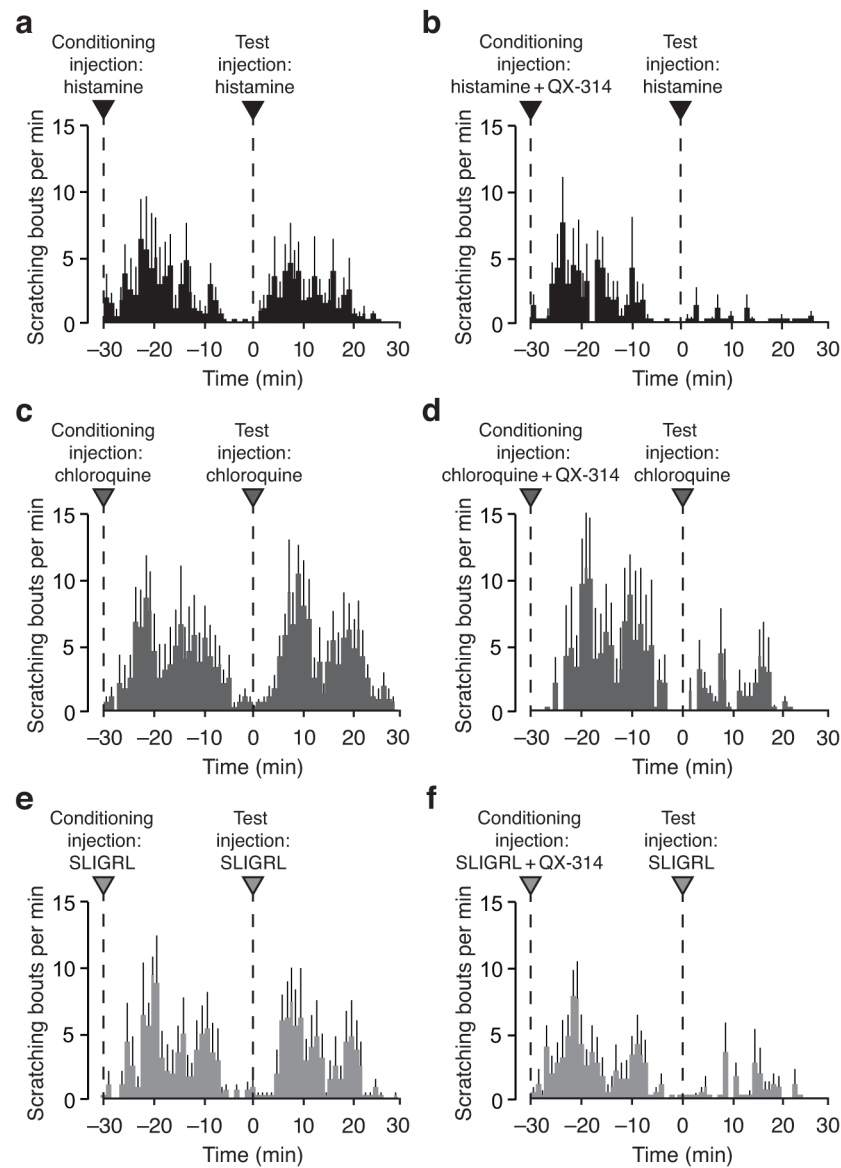 a
Conditioning
injection:
histamine
Test
injection:
histamine
Scratching bouts per min
15
10
5
0
–30 –20 –10 0 10 20 30
Time (min)
b
Conditioning
injection:
histamine + QX-314
Test
injection:
histamine
Scratching bouts per min
15
10
5
0
–30 –20 –10 0 10 20 30
Time (min)
c
Conditioning
injection:
chloroquine
Test
injection:
chloroquine
Scratching bouts per min
15
10
5
0
–30 –20 –10 0 10 20 30
Time (min)
d
Conditioning
injection:
chloroquine + QX-314
Test
injection:
chloroquine
Scratching bouts per min
15
10
5
0
–30 –20 –10 0 10 20 30
Time (min)
e
Conditioning
injection:
SLIGRL
Test
injection:
SLIGRL
Scratching bouts per min
15
10
5
0
–30 –20 –10 0 10 20 30
Time (min)
f
Conditioning
injection:
SLIGRL + QX-314
Test
injection:
SLIGRL
Scratching bouts per min
15
10
5
0
–30 –20 –10 0 10 20 30
Time (min)